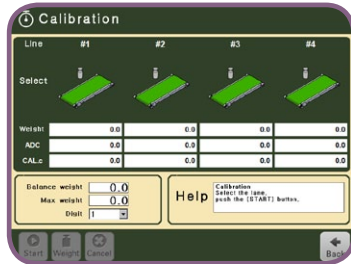 Calibration
Line #1 #2 #3 #4
Select
Weight 0.0 0.0 0.0 0.0
ADC 0.0 0.0 0.0 0.0
CAL.c 0.0 0.0 0.0 0.0
Balance weight 0.0
Max weight 0.0
Digit 1
Help
Calibration
Select the lane,
push the [START] button.
Start Weight Cancel Back